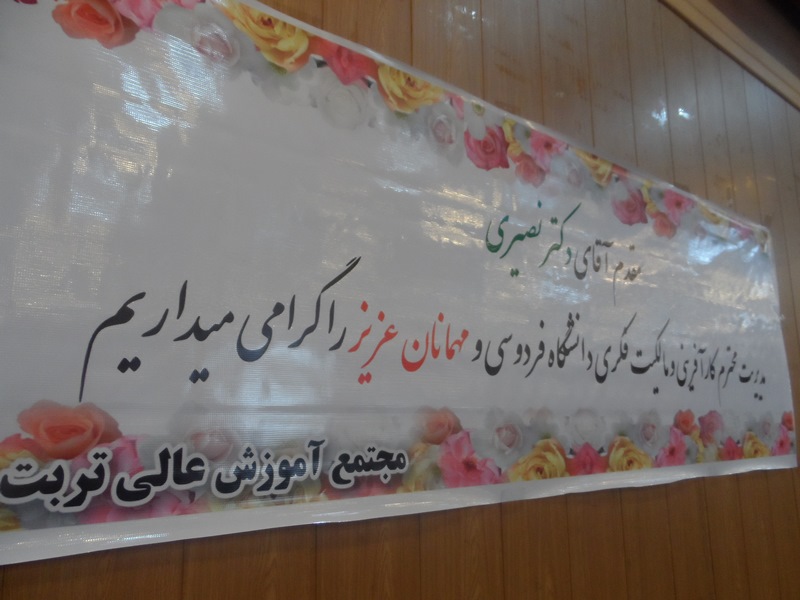 مقدم آقای دکتر نصیری
مدیریت محترم کارآفرینی و مالکیت فکری دانشگاه فردوسی و مهمانان عزیز را گرامی میداریم
مجتمع آموزش عالی تربت